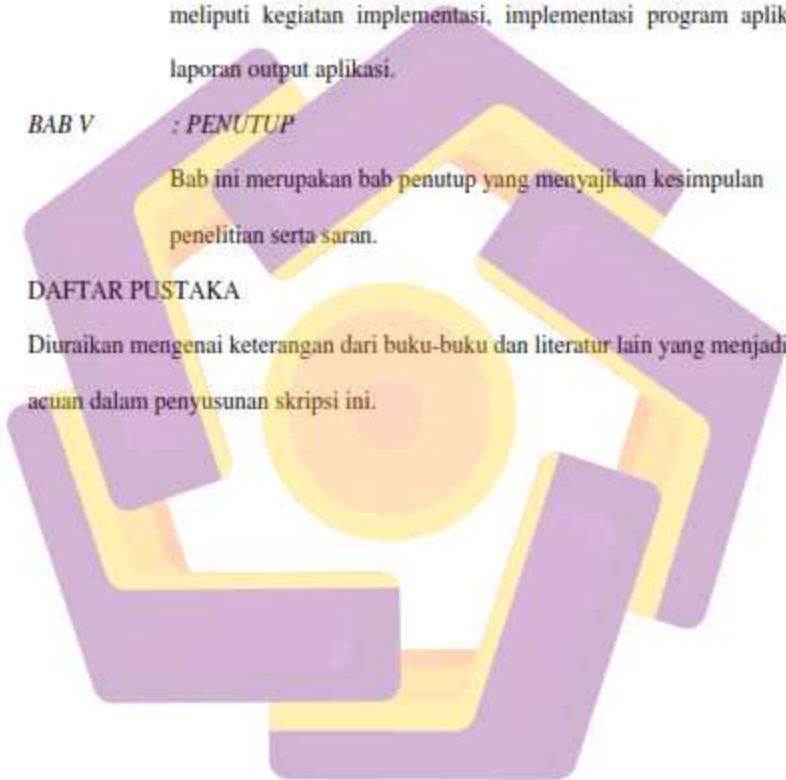 meliputi kegiatan implementasi, implementasi program aplik
laporan output aplikasi.
BAB V : PENUTUP
Bab ini merupakan bab penutup yang menyajikan kesimpulan
penelitian serta saran.
DAFTAR PUSTAKA
Diuraikan mengenai keterangan dari buku-buku dan literatur lain yang menjadi
acuan dalam penyusunan skripsi ini.